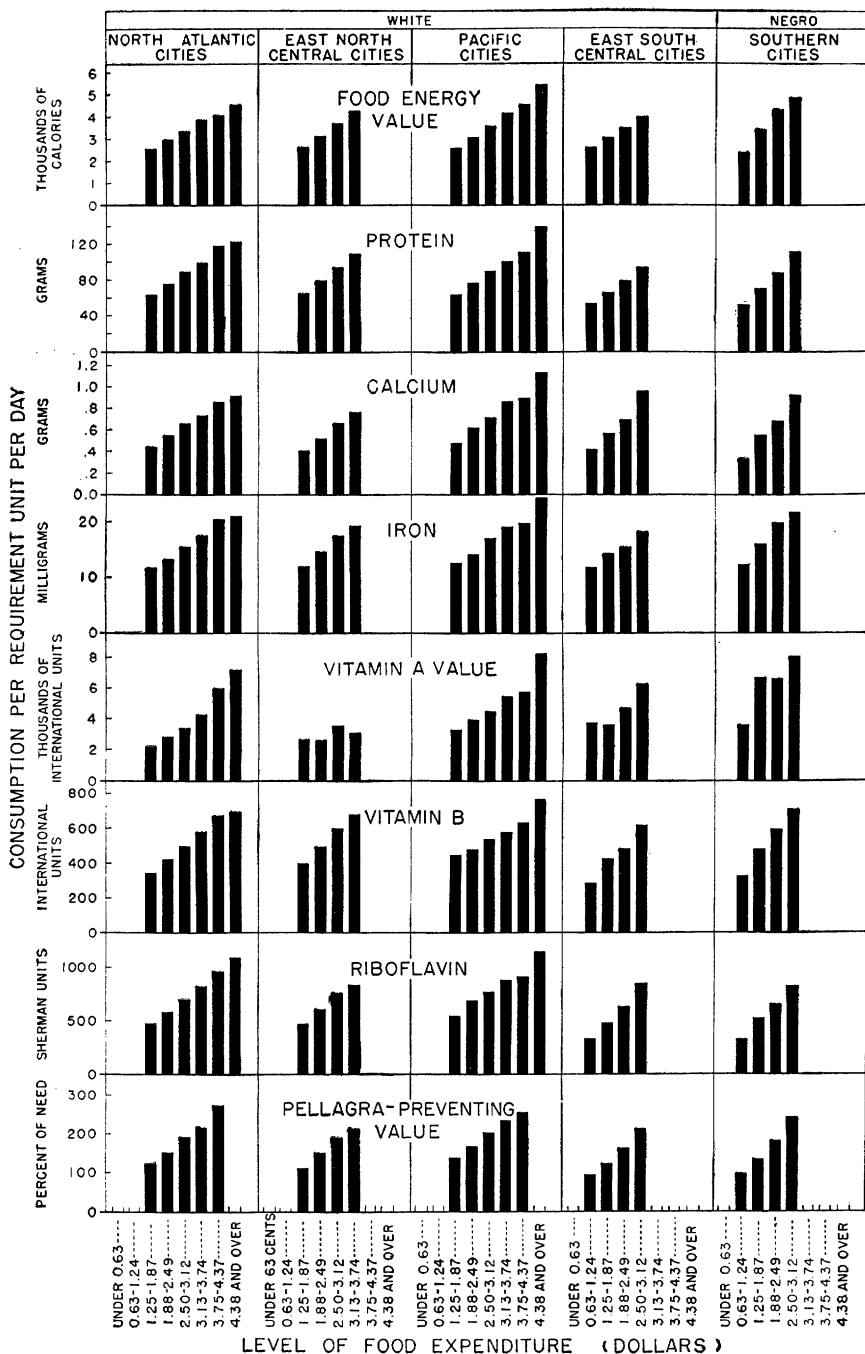 WHITE
NEGRO
NORTH ATLANTIC CITIES
EAST NORTH CENTRAL CITIES
PACIFIC CITIES
EAST SOUTH CENTRAL CITIES
SOUTHERN CITIES
CONSUMPTION PER REQUIREMENT UNIT PER DAY
FOOD ENERGY VALUE
THOUSANDS OF CALORIES
6
5
4
3
2
1
0
PROTEIN
GRAMS
120
80
40
0
CALCIUM
GRAMS
1.2
1.0
.8
.6
.4
.2
0.0
IRON
MILLIGRAMS
20
10
0
VITAMIN A VALUE
THOUSANDS OF INTERNATIONAL UNITS
8
6
4
2
0
VITAMIN B
INTERNATIONAL UNITS
800
600
400
200
0
RIBOFLAVIN
SHERMAN UNITS
1000
500
0
PELLAGRA-PREVENTING VALUE
PERCENT OF NEED
300
200
100
0
UNDER 0.63
0.63-1.24
1.25-1.87
1.88-2.49
2.50-3.12
3.13-3.74
3.75-4.37
4.38 AND OVER
UNDER 63 CENTS
0.63-1.24
1.25-1.87
1.88-2.49
2.50-3.12
3.13-3.74
3.75-4.37
4.38 AND OVER
UNDER 0.63
0.63-1.24
1.25-1.87
1.88-2.49
2.50-3.12
3.13-3.74
3.75-4.37
4.38 AND OVER
UNDER 0.63
0.63-1.24
1.25-1.87
1.88-2.49
2.50-3.12
3.13-3.74
3.75-4.37
4.38 AND OVER
UNDER 0.63
0.63-1.24
1.25-1.87
1.88-2.49
2.50-3.12
3.13-3.74
3.75-4.37
4.38 AND OVER
LEVEL OF FOOD EXPENDITURE (DOLLARS)